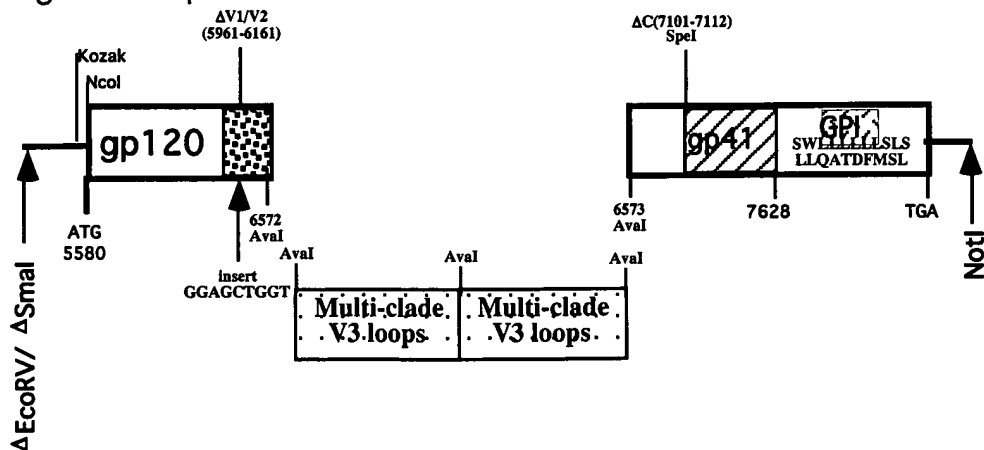 ΔV1/V2
(5961-6161)
ΔC(7101-7112)
SpeI
Kozak
NcoI
gp120
gp41
GPI
SWLLLLLLSLS
LLQATDFMSL
ATG
5580
6572
AvaI
6573
AvaI
7628
TGA
insert
GGAGCTGGT
AvaI
AvaI
AvaI
Multi-clade
V3 loops
Multi-clade
V3 loops
ΔEcoRV/ ΔSmaI
NotI